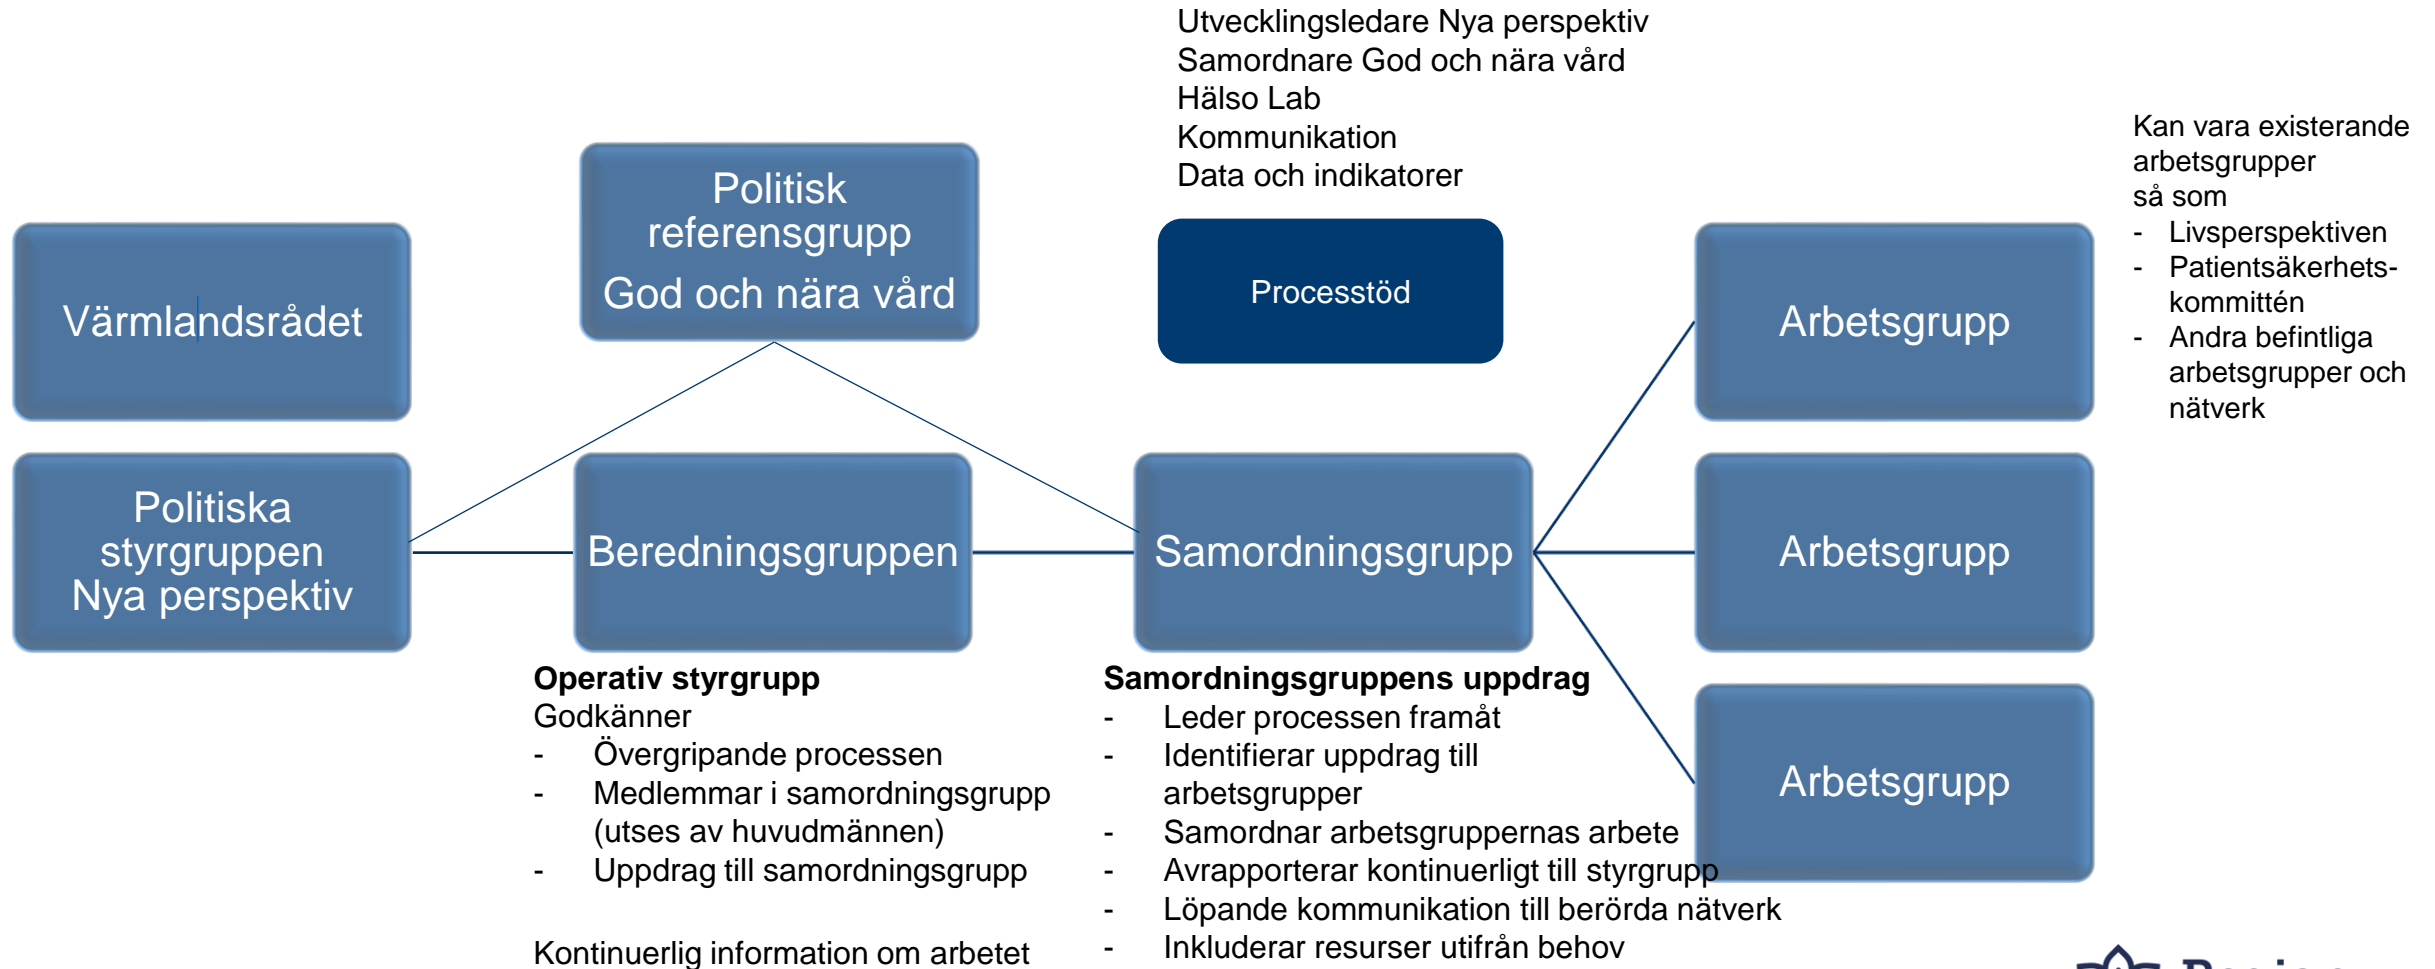 Utvecklingsledare Nya perspektiv
Samordnare God och nära vård
Hälso Lab
Kommunikation
Data och indikatorer
Kan vara existerande
arbetsgrupper
så som
- Livsperspektiven
- Patientsäkerhets-
kommittén
- Andra befintliga
arbetsgrupper och
nätverk
Politisk
referensgrupp
God och nära vård
Processtöd
Värmlandsrådet
Arbetsgrupp
Politiska
styrgruppen
Nya perspektiv
Beredningsgruppen
Samordningsgrupp
Arbetsgrupp
Arbetsgrupp
Operativ styrgrupp
Godkänner
- Övergripande processen
- Medlemmar i samordningsgrupp
(utses av huvudmännen)
- Uppdrag till samordningsgrupp
Kontinuerlig information om arbetet
Samordningsgruppens uppdrag
- Leder processen framåt
- Identifierar uppdrag till
arbetsgrupper
- Samordnar arbetsgruppernas arbete
- Avrapporterar kontinuerligt till styrgrupp
- Löpande kommunikation till berörda nätverk
- Inkluderar resurser utifrån behov
Region